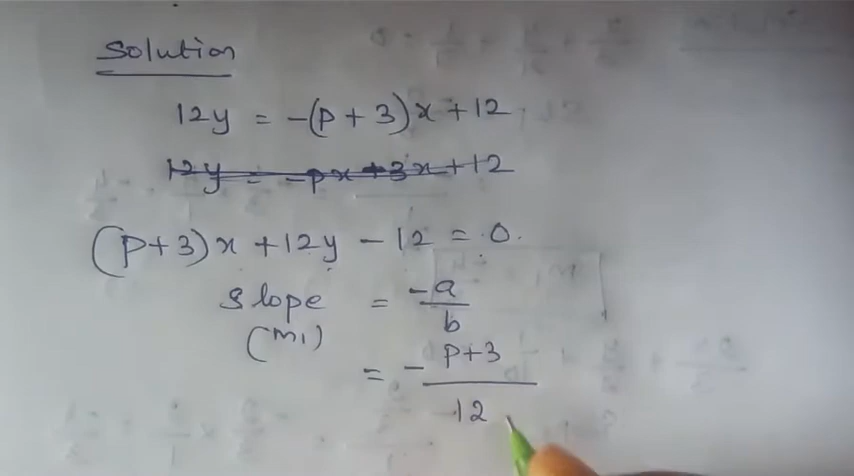 Solution
12y = -(p + 3)x + 12
12y = -px + 3x + 12
(p+3)x + 12y - 12 = 0.
Slope = -a/b
(m1)
= - p+3/12